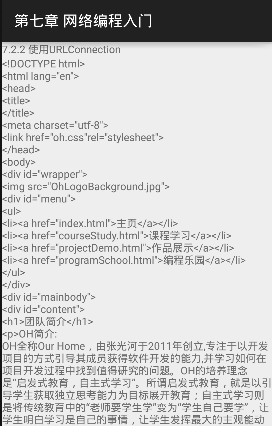 第七章 网络编程入门
7.2.2 使用URLConnection
<!DOCTYPE html>
<html lang="en">
<head>
<title>
</title>
<meta charset="utf-8">
<link href="oh.css"rel="stylesheet">
</head>
<body>
<div id="wrapper">
<img src="OhLogoBackground.jpg">
<div id="menu">
<ul>
<li><a href="index.html">主页</a></li>
<li><a href="courseStudy.html">课程学习</a></li>
<li><a href="projectDemo.html">作品展示</a></li>
<li><a href="programSchool.html">编程乐园</a></li>
</ul>
</div>
<div id="mainbody">
<div id="content">
<h1>团队简介</h1>
<p>OH简介:
OH全称Our Home，由张光河于2011年创立,专注于以开发
项目的方式引导其成员获得软件开发的能力,并学习如何在
项目开发过程中找到值得研究的问题。OH的培养理念
是“启发式教育，自主式学习”。所谓启发式教育，就是以引
导学生获取独立思考能力为目标展开教育；自主式学习则
是将传统教育中的“老师要学生学”变为“学生自己要学”，让
学生明白学习是自己的事情，让学生发挥最大的主观能动